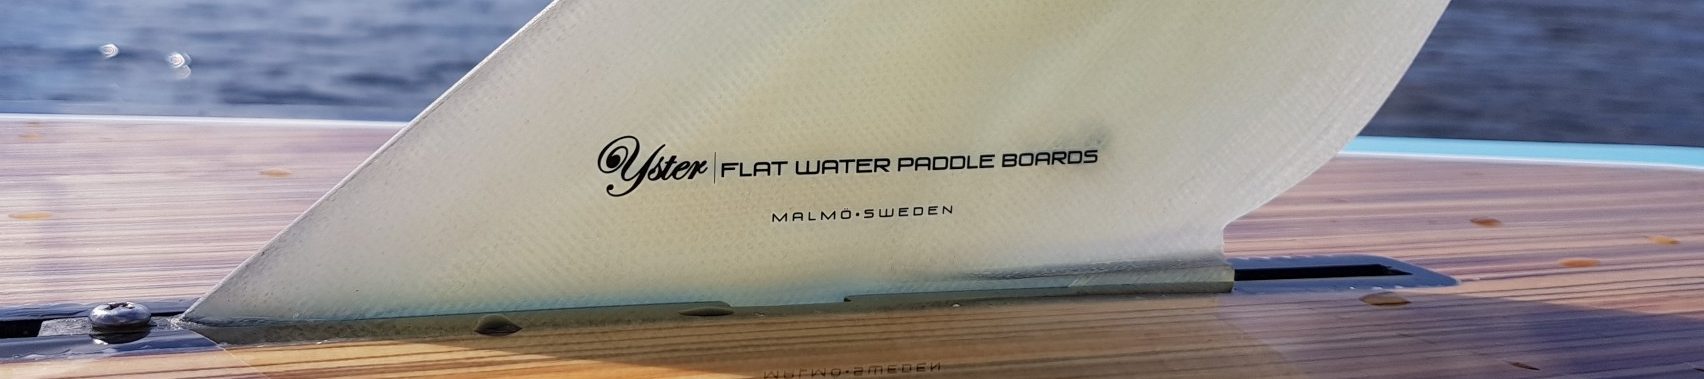 Yster | FLAT WATER PADDLE BOARDS
MALMÖ•SWEDEN